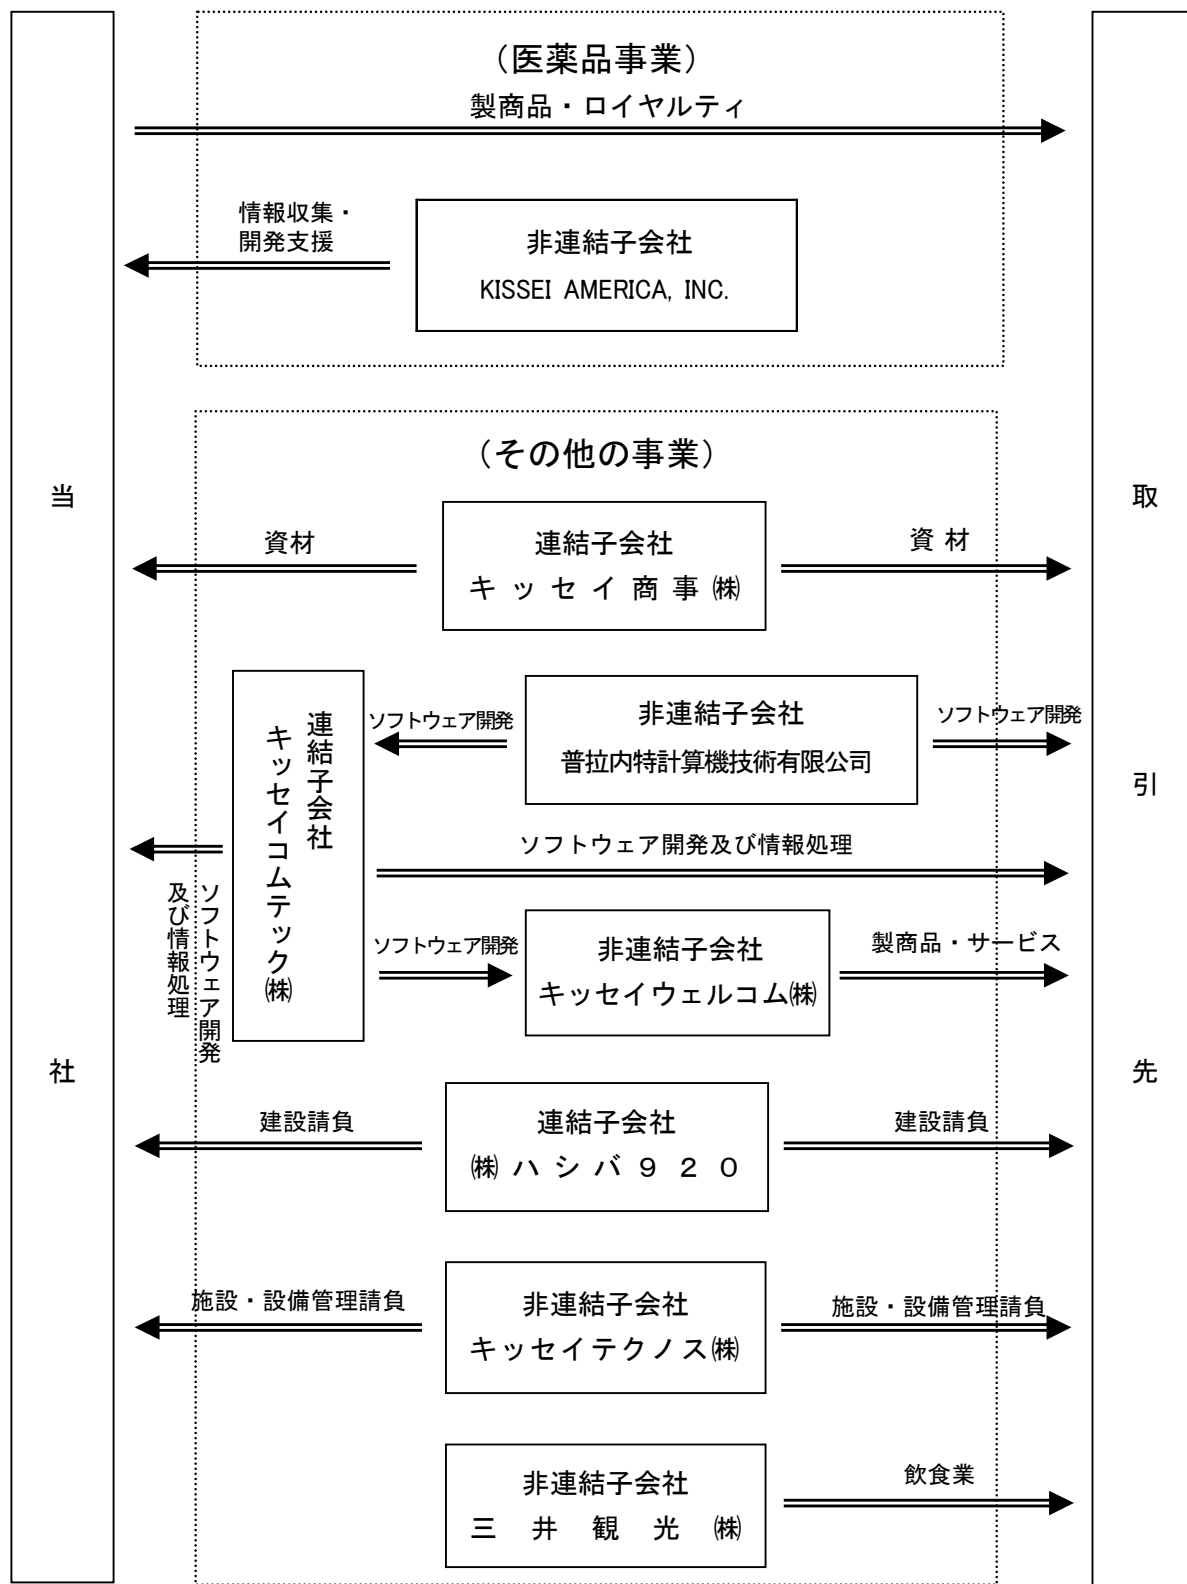 （医薬品事業）
製商品・ロイヤルティ
情報収集・
開発支援
非連結子会社
KISSEI AMERICA, INC.
（その他の事業）
当社
取引先
資材
連結子会社
キッセイ商事㈱
資材
連結子会社
キッセイコムテック㈱
ソフトウェア開発
非連結子会社
普拉内特計算機技術有限公司
ソフトウェア開発
ソフトウェア開発及び情報処理
ソフトウェア開発
及び情報処理
ソフトウェア開発
非連結子会社
キッセイウェルコム㈱
製商品・サービス
建設請負
連結子会社
㈱ハシバ９２０
建設請負
施設・設備管理請負
非連結子会社
キッセイテクノス㈱
施設・設備管理請負
非連結子会社
三井観光㈱
飲食業